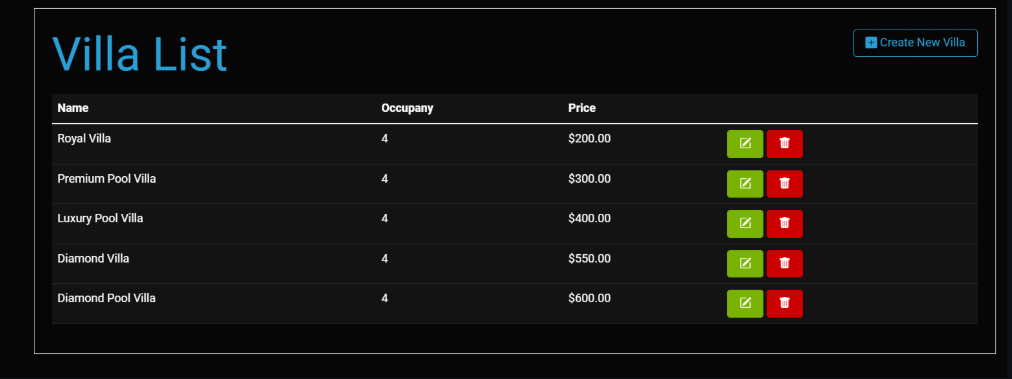 Villa List
Create New Villa
Name Occupany Price
Royal Villa 4 $200.00
Premium Pool Villa 4 $300.00
Luxury Pool Villa 4 $400.00
Diamond Villa 4 $550.00
Diamond Pool Villa 4 $600.00